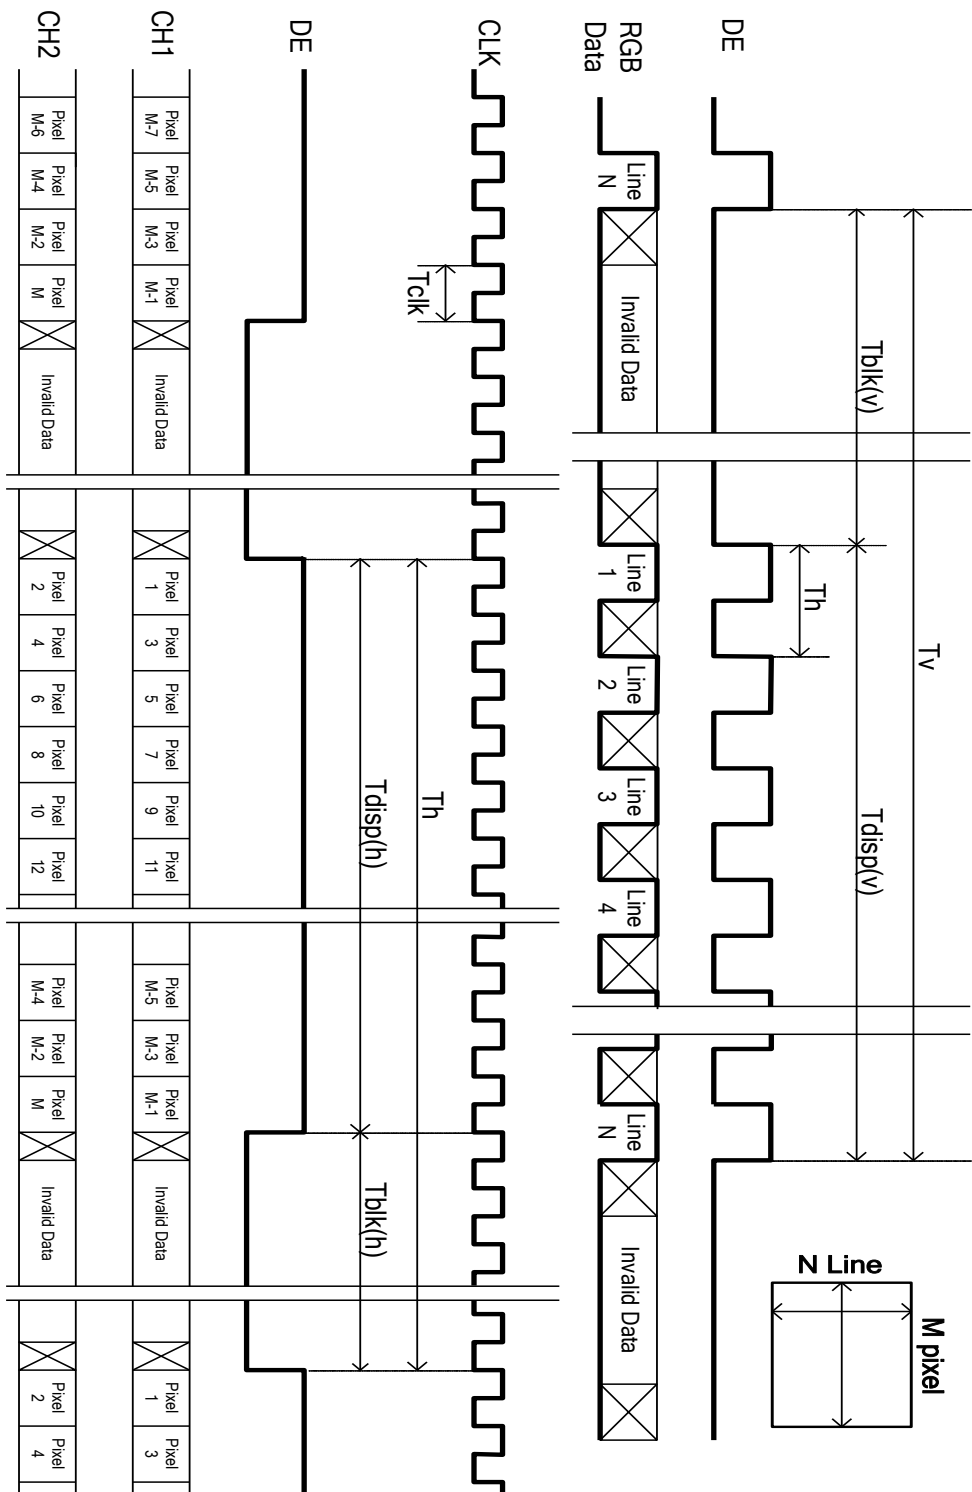 Tv
Tblk(v)
Tdisp(v)
Th
DE
RGB
Data
Line
N
Invalid Data
Line
1
Line
2
Line
3
Line
4
Line
N
Invalid Data
N Line
M pixel
CLK
Tclk
Th
Tdisp(h)
Tblk(h)
DE
CH1
Pixel
M-7
Pixel
M-5
Pixel
M-3
Pixel
M-1
Invalid Data
Pixel
1
Pixel
3
Pixel
5
Pixel
7
Pixel
9
Pixel
11
Pixel
M-5
Pixel
M-3
Pixel
M-1
Invalid Data
Pixel
1
Pixel
3
CH2
Pixel
M-6
Pixel
M-4
Pixel
M-2
Pixel
M
Invalid Data
Pixel
2
Pixel
4
Pixel
6
Pixel
8
Pixel
10
Pixel
12
Pixel
M-4
Pixel
M-2
Pixel
M
Invalid Data
Pixel
2
Pixel
4